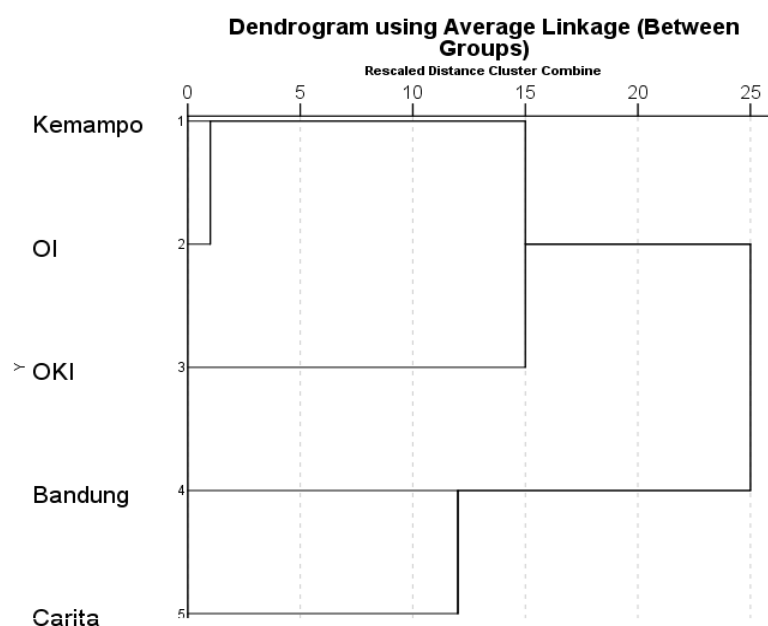 Dendrogram using Average Linkage (Between
Groups)
Rescaled Distance Cluster Combine
0 5 10 15 20 25
Kemampo 1
OI 2
Y OKI 3
Bandung 4
Carita 5